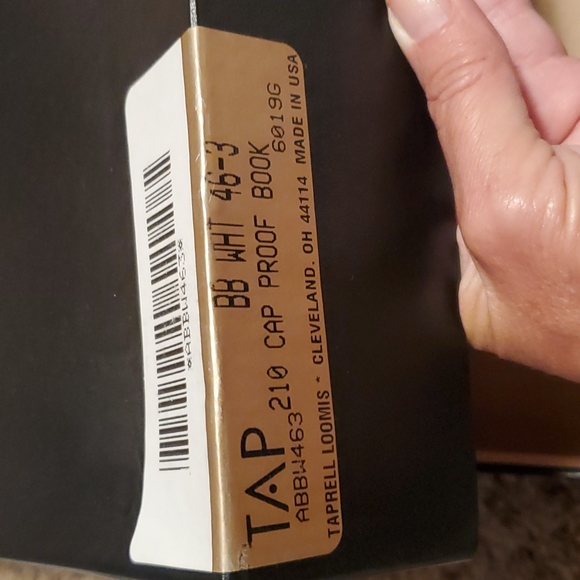 *ABBW463*
BB WHT 46-3
TAP 210 CAP PROOF BOOK
ABBW463 6019G
TAPRELL LOOMIS * CLEVELAND. OH 44114 MADE IN USA